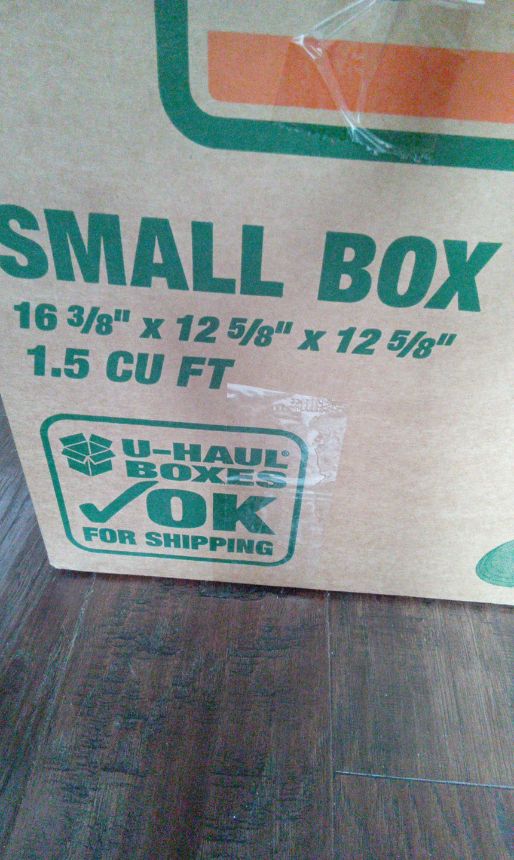 SMALL BOX
16 3/8" x 12 5/8" x 12 5/8"
1.5 CU FT
U-HAUL®
BOXES
✓OK
FOR SHIPPING